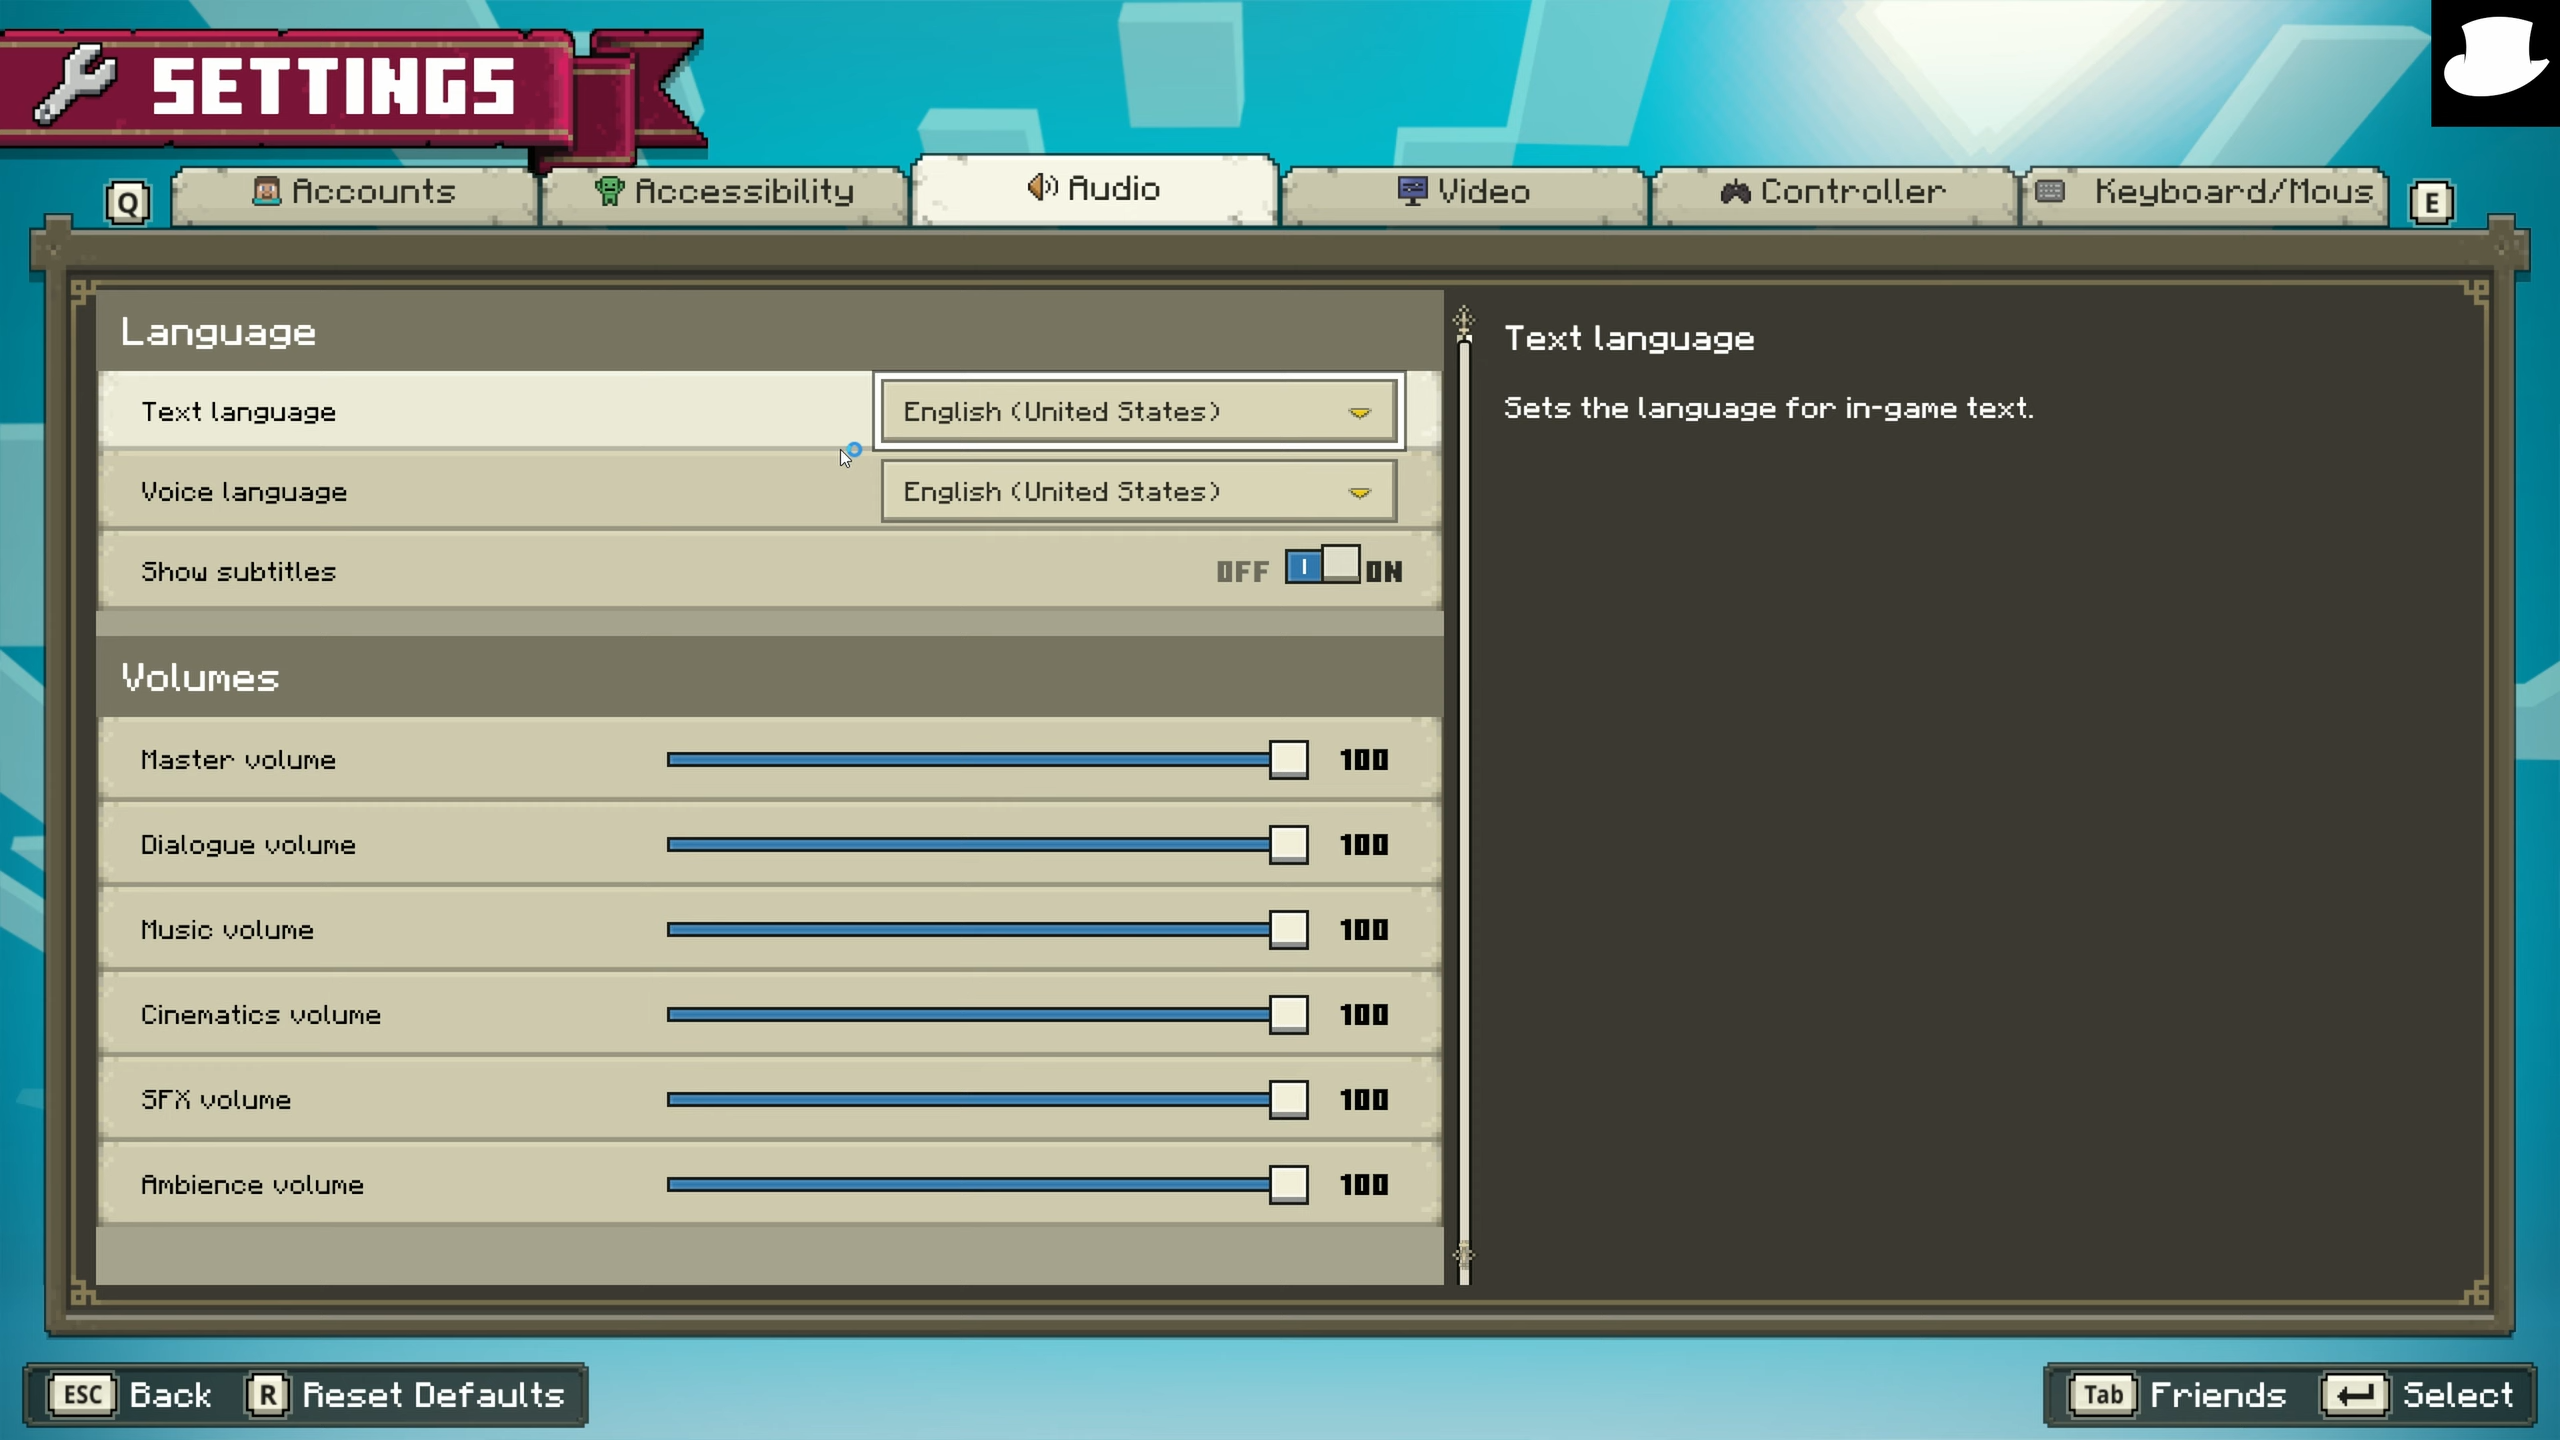 SETTINGS
Q Accounts Accessibility Audio Video Controller Keyboard/Mous E
Language
Text language English (United States)
Voice language English (United States)
Show subtitles OFF I ON
Volumes
Master volume 100
Dialogue volume 100
Music volume 100
Cinematics volume 100
SFX volume 100
Ambience volume 100
Text language
Sets the language for in-game text.
ESC Back R Reset Defaults
Tab Friends Select